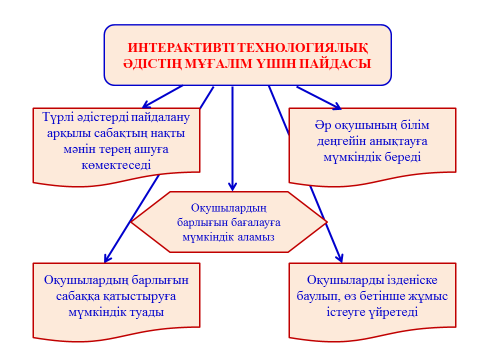 ИНТЕРАКТИВТІ ТЕХНОЛОГИЯЛЫҚ
ӘДІСТІҢ МҰҒАЛІМ ҮШІН ПАЙДАСЫ
Түрлі әдістерді пайдалану
арқылы сабақтың нақты
мәнін терең ашуға
көмектеседі
Әр оқушының білім
деңгейін анықтауға
мүмкіндік береді
Оқушылардың
барлығын бағалауға
мүмкіндік аламыз
Оқушылардың барлығын
сабаққа қатыстыруға
мүмкіндік туады
Оқушыларды ізденіске
баулып, өз бетінше жұмыс
істеуге үйретеді